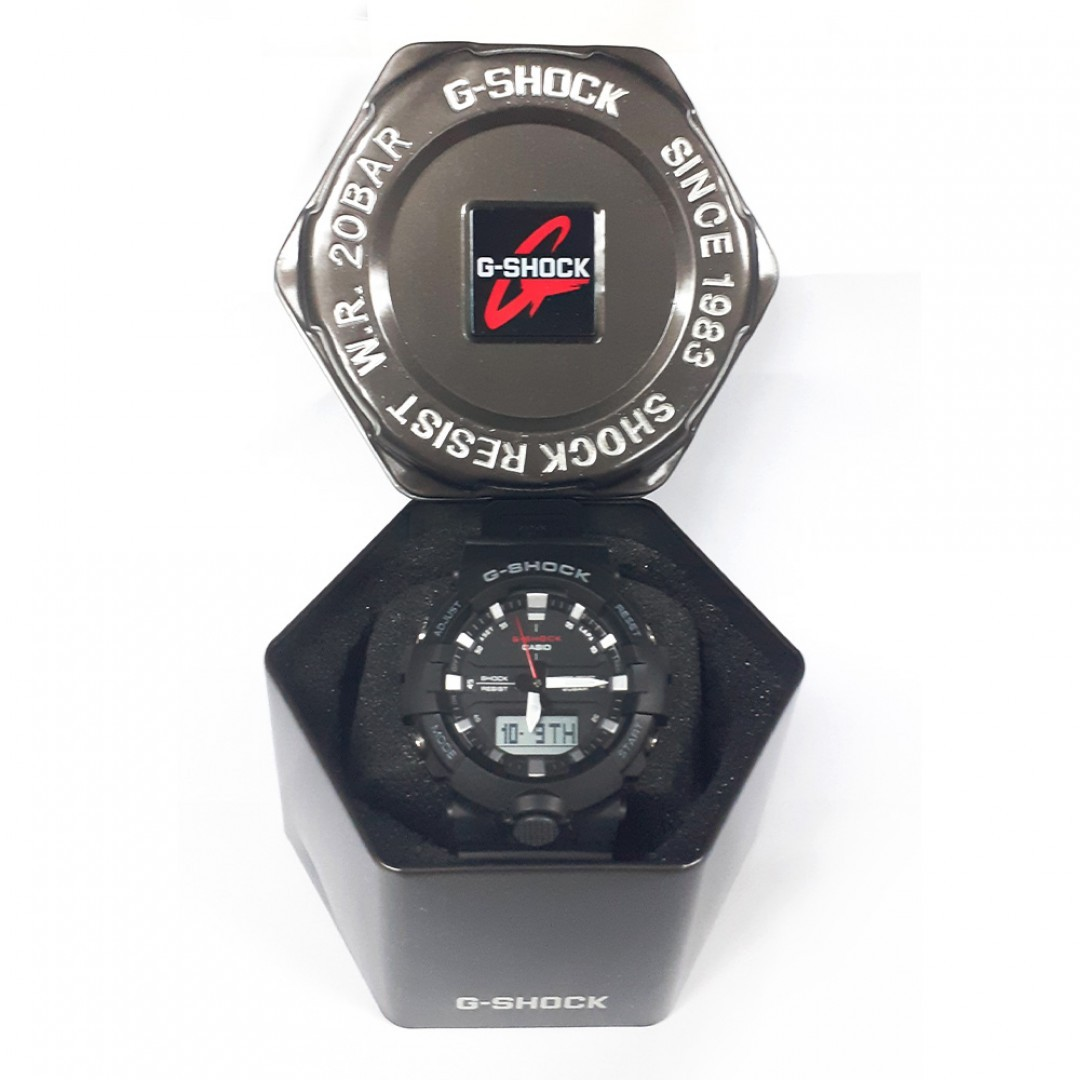 G-SHOCK
SINCE 1983
SHOCK RESIST
W.R. 20BAR
G-SHOCK
G-SHOCK
ADJUST
RESET
G-SHOCK
CASIO
SHOCK
RESIST
10- 9TH
MODE
START
G-SHOCK